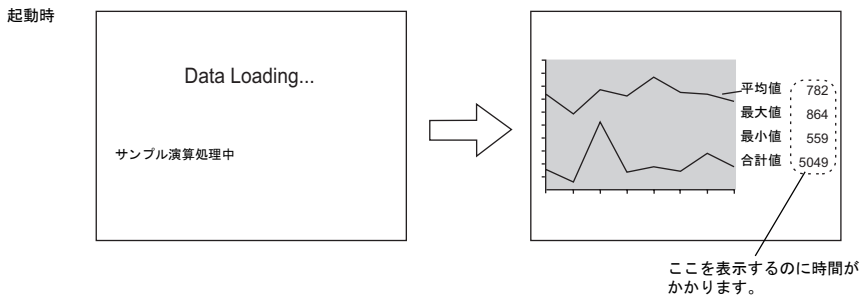 起動時
Data Loading...
サンプル演算処理中
平均値 782
最大値 864
最小値 559
合計値 5049
ここを表示するのに時間が
かかります。